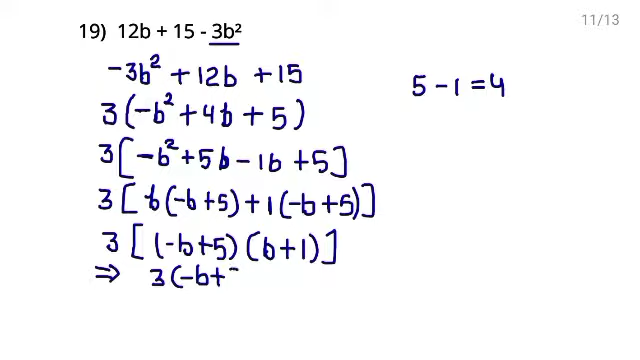 11/13
19) 12b + 15 - 3b²
-3b² + 12b + 15
5 - 1 = 4
3 (-b² + 4b + 5)
3 [-b² + 5b - 1b + 5]
3 [b(-b+5) + 1(-b+5)]
3 [(-b+5) (b+1)]
⇒ 3 (-b+